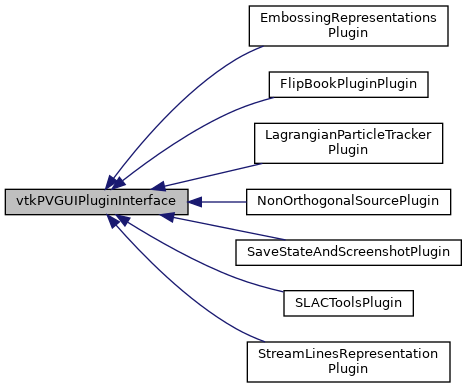 EmbossingRepresentations
Plugin
FlipBookPluginPlugin
LagrangianParticleTracker
Plugin
vtkPVGUIPluginInterface
NonOrthogonalSourcePlugin
SaveStateAndScreenshotPlugin
SLACToolsPlugin
StreamLinesRepresentation
Plugin